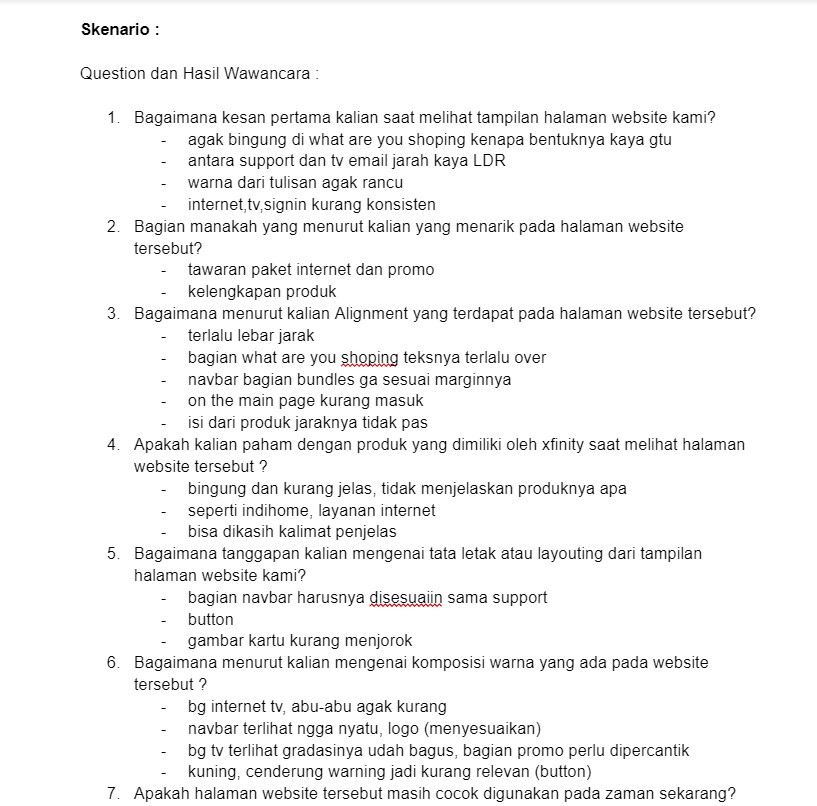 Skenario :
Question dan Hasil Wawancara :
1. Bagaimana kesan pertama kalian saat melihat tampilan halaman website kami?
- agak bingung di what are you shoping kenapa bentuknya kaya gtu
- antara support dan tv email jarah kaya LDR
- warna dari tulisan agak rancu
- internet,tv,signin kurang konsisten
2. Bagian manakah yang menurut kalian yang menarik pada halaman website
tersebut?
- tawaran paket internet dan promo
- kelengkapan produk
3. Bagaimana menurut kalian Alignment yang terdapat pada halaman website tersebut?
- terlalu lebar jarak
- bagian what are you shoping teksnya terlalu over
- navbar bagian bundles ga sesuai marginnya
- on the main page kurang masuk
- isi dari produk jaraknya tidak pas
4. Apakah kalian paham dengan produk yang dimiliki oleh xfinity saat melihat halaman
website tersebut ?
- bingung dan kurang jelas, tidak menjelaskan produknya apa
- seperti indihome, layanan internet
- bisa dikasih kalimat penjelas
5. Bagaimana tanggapan kalian mengenai tata letak atau layouting dari tampilan
halaman website kami?
- bagian navbar harusnya disesuaiin sama support
- button
- gambar kartu kurang menjorok
6. Bagaimana menurut kalian mengenai komposisi warna yang ada pada website
tersebut ?
- bg internet tv, abu-abu agak kurang
- navbar terlihat ngga nyatu, logo (menyesuaikan)
- bg tv terlihat gradasinya udah bagus, bagian promo perlu dipercantik
- kuning, cenderung warning jadi kurang relevan (button)
7. Apakah halaman website tersebut masih cocok digunakan pada zaman sekarang?